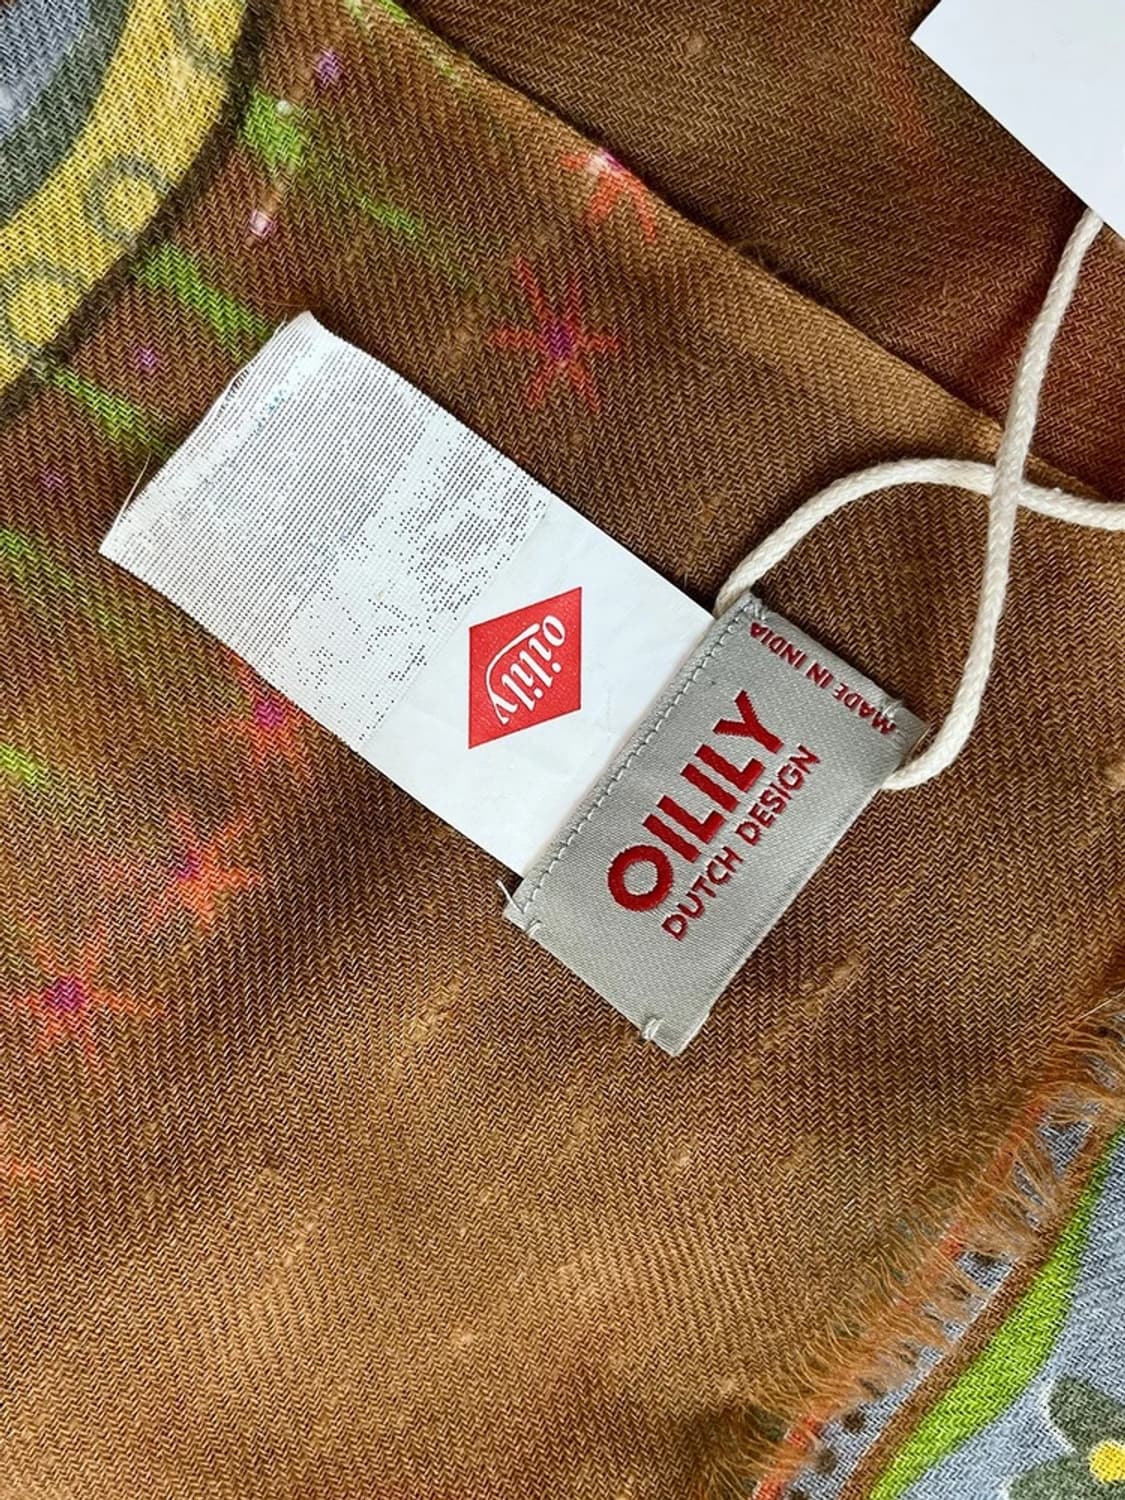 oilily
OILILY
DUTCH DESIGN
MADE IN INDIA